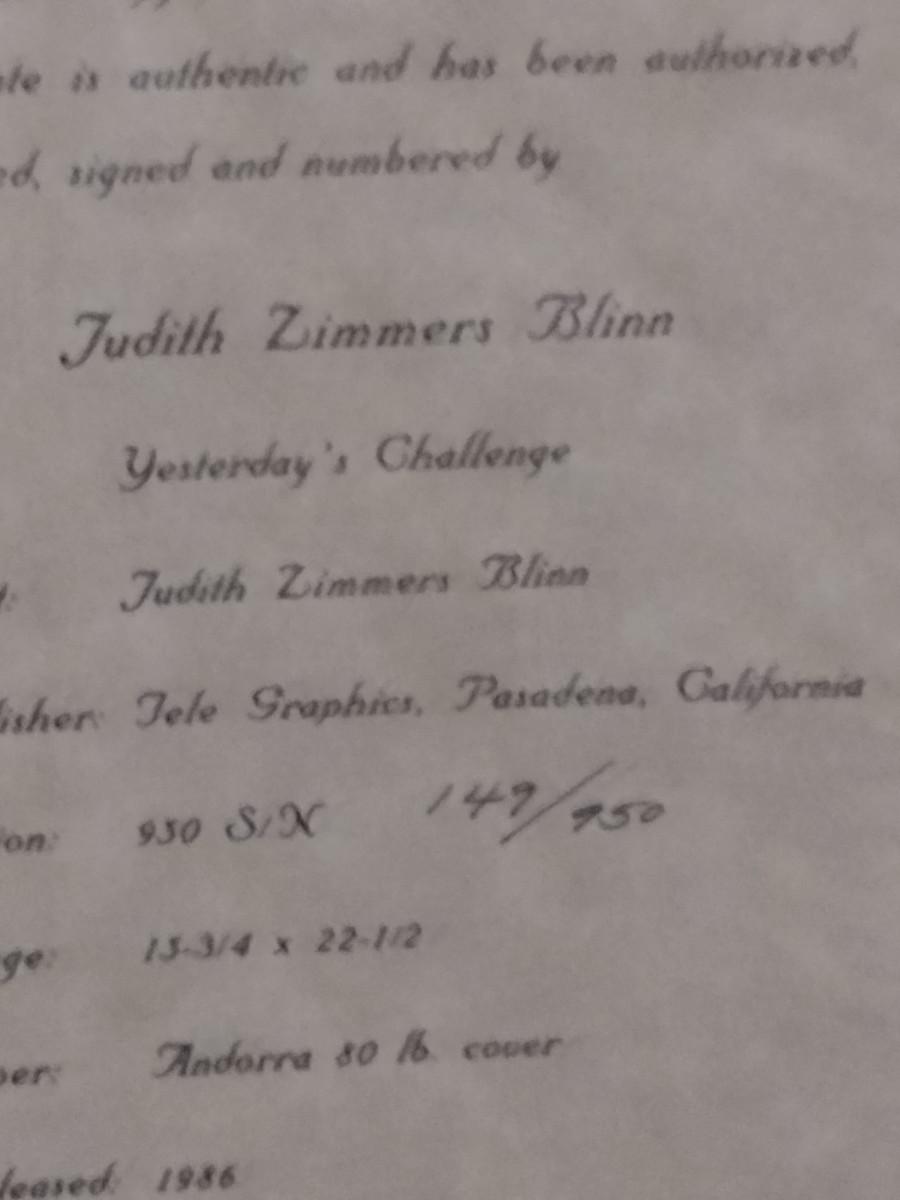 is authentic and has been authorized,
signed and numbered by
Judith Zimmers Blinn
Yesterday's Challenge
Judith Zimmers Blinn
isher: Tele Graphics, Pasadena, California
on: 950 S/N 149/950
ge: 15-3/4 x 22-1/2
er: Andorra 80 lb. cover
leased: 1986